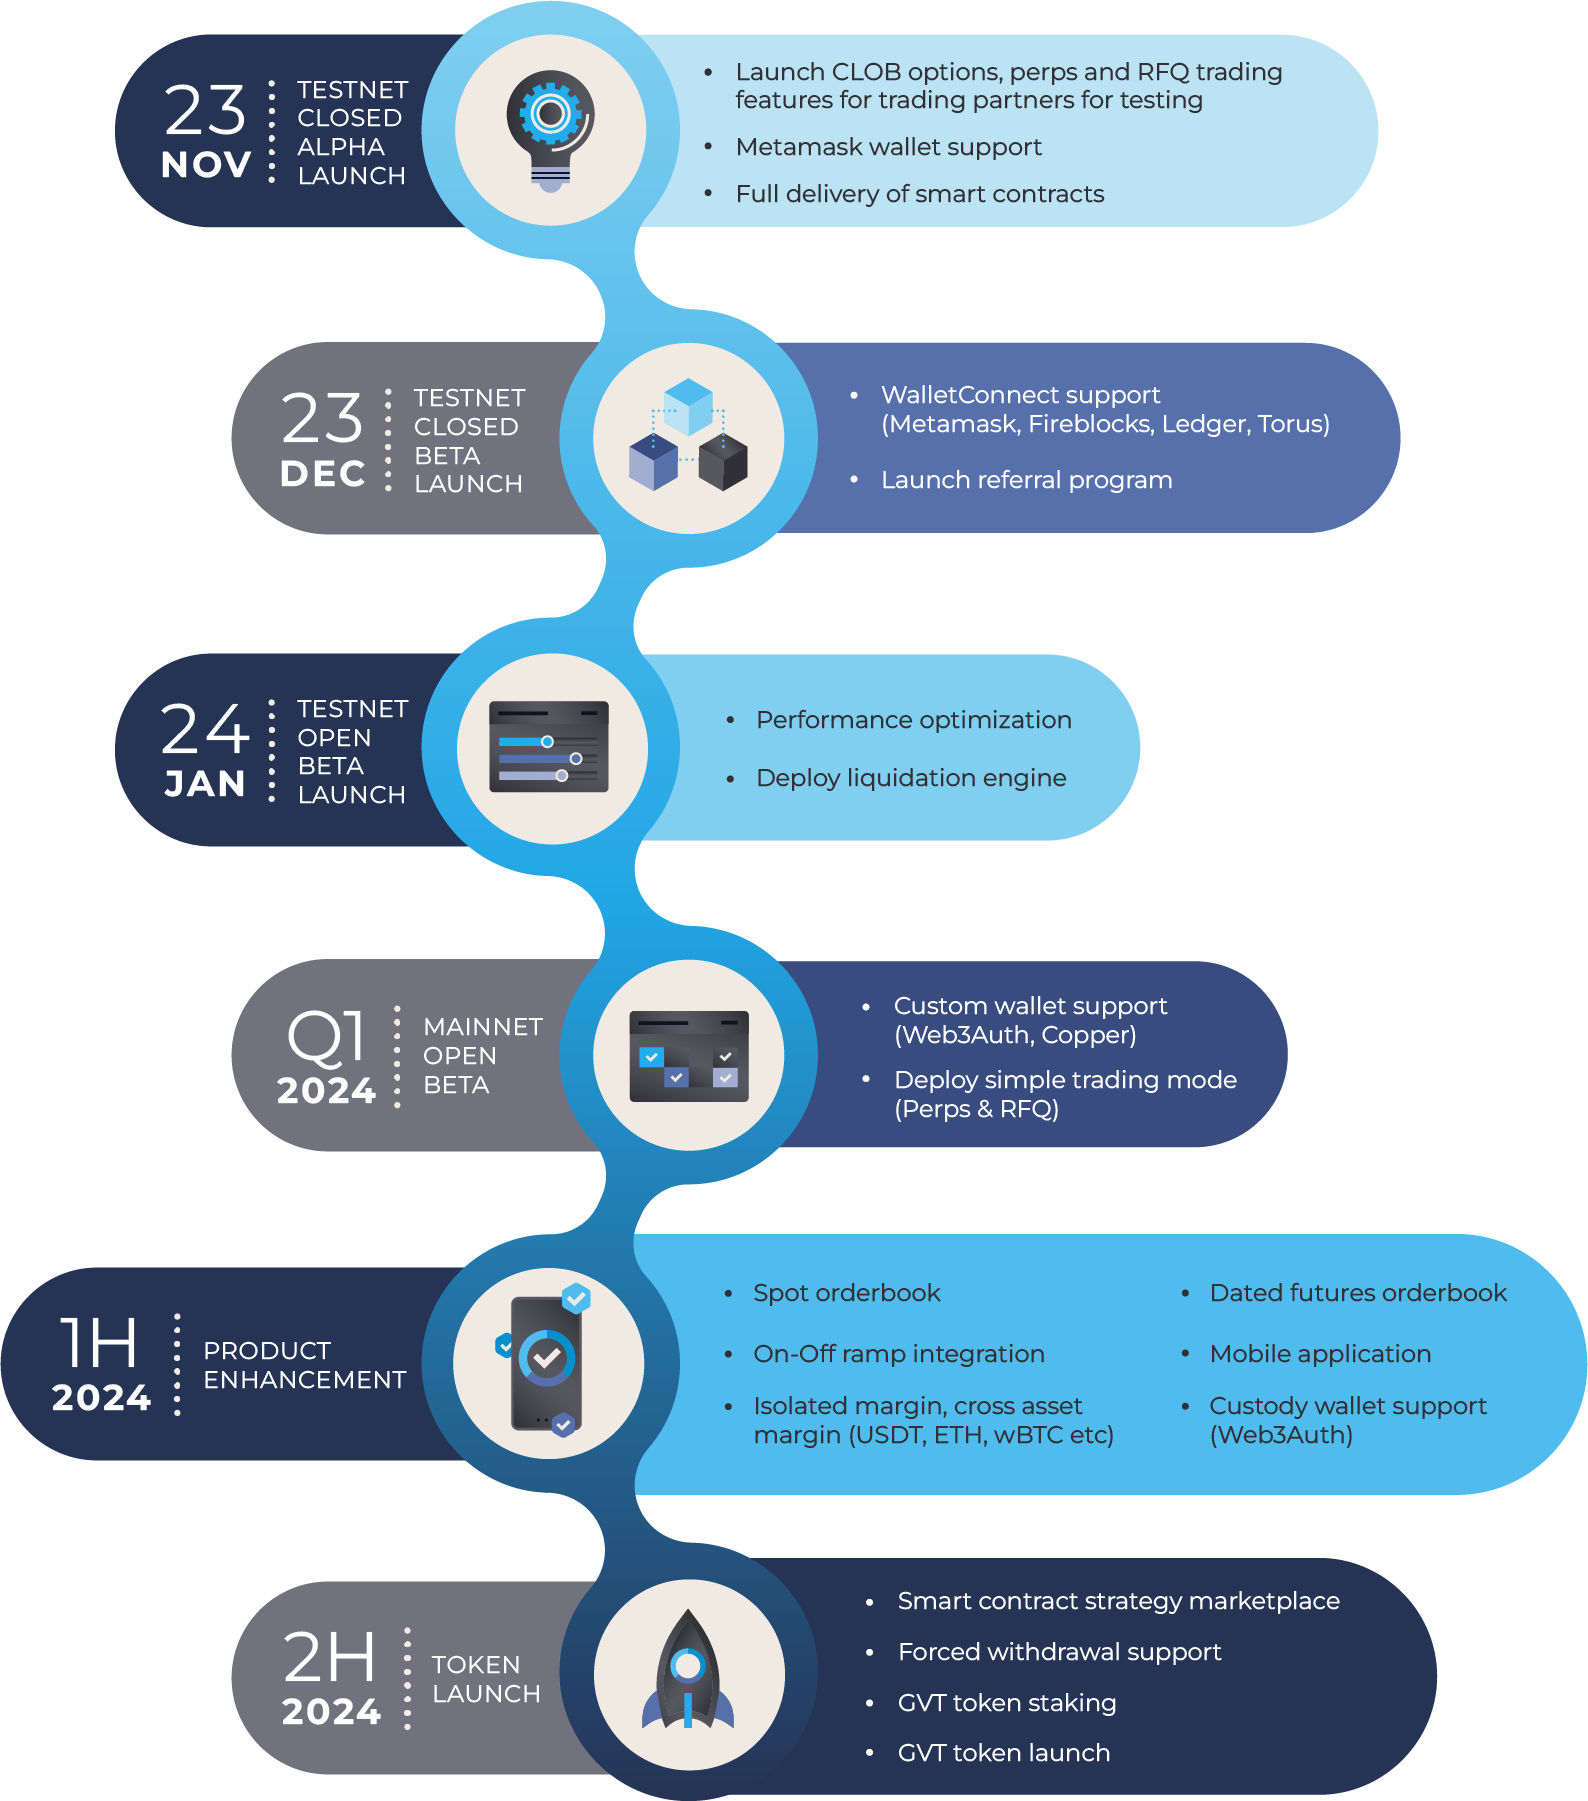 23
NOV
TESTNET
CLOSED
ALPHA
LAUNCH
• Launch CLOB options, perps and RFQ trading
features for trading partners for testing
• Metamask wallet support
• Full delivery of smart contracts
23
DEC
TESTNET
CLOSED
BETA
LAUNCH
• WalletConnect support
(Metamask, Fireblocks, Ledger, Torus)
• Launch referral program
24
JAN
TESTNET
OPEN
BETA
LAUNCH
• Performance optimization
• Deploy liquidation engine
Q1
2024
MAINNET
OPEN
BETA
• Custom wallet support
(Web3Auth, Copper)
• Deploy simple trading mode
(Perps & RFQ)
1H
2024
PRODUCT
ENHANCEMENT
• Spot orderbook
• On-Off ramp integration
• Isolated margin, cross asset
margin (USDT, ETH, wBTC etc)
• Dated futures orderbook
• Mobile application
• Custody wallet support
(Web3Auth)
2H
2024
TOKEN
LAUNCH
• Smart contract strategy marketplace
• Forced withdrawal support
• GVT token staking
• GVT token launch